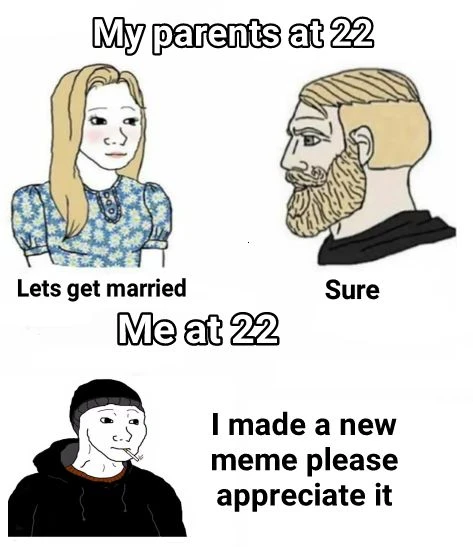 My parents at 22
Lets get married
Sure
Me at 22
I made a new
meme please
appreciate it